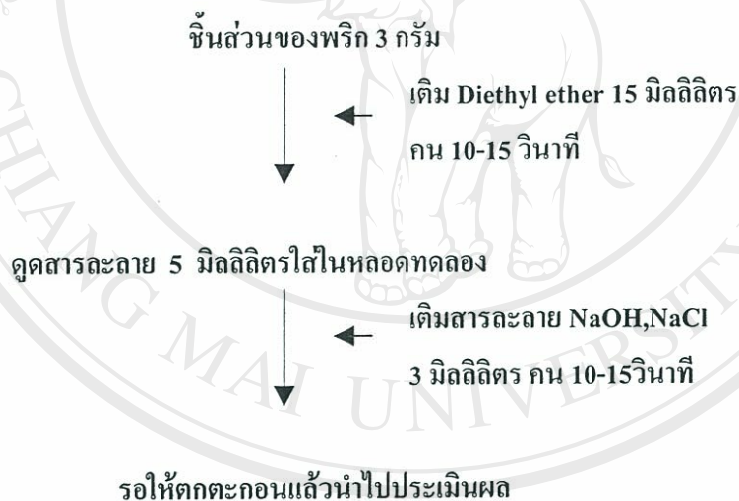 ชิ้นส่วนของพริก 3 กรัม
เติม Diethyl ether 15 มิลลิลิตร
คน 10-15 วินาที
ดูดสารละลาย 5 มิลลิลิตรใส่ในหลอดทดลอง
เติมสารละลาย NaOH,NaCl
3 มิลลิลิตร คน 10-15วินาที
รอให้ตกตะกอนแล้วนำไปประเมินผล
CHIANG MAI UNIVERSITY